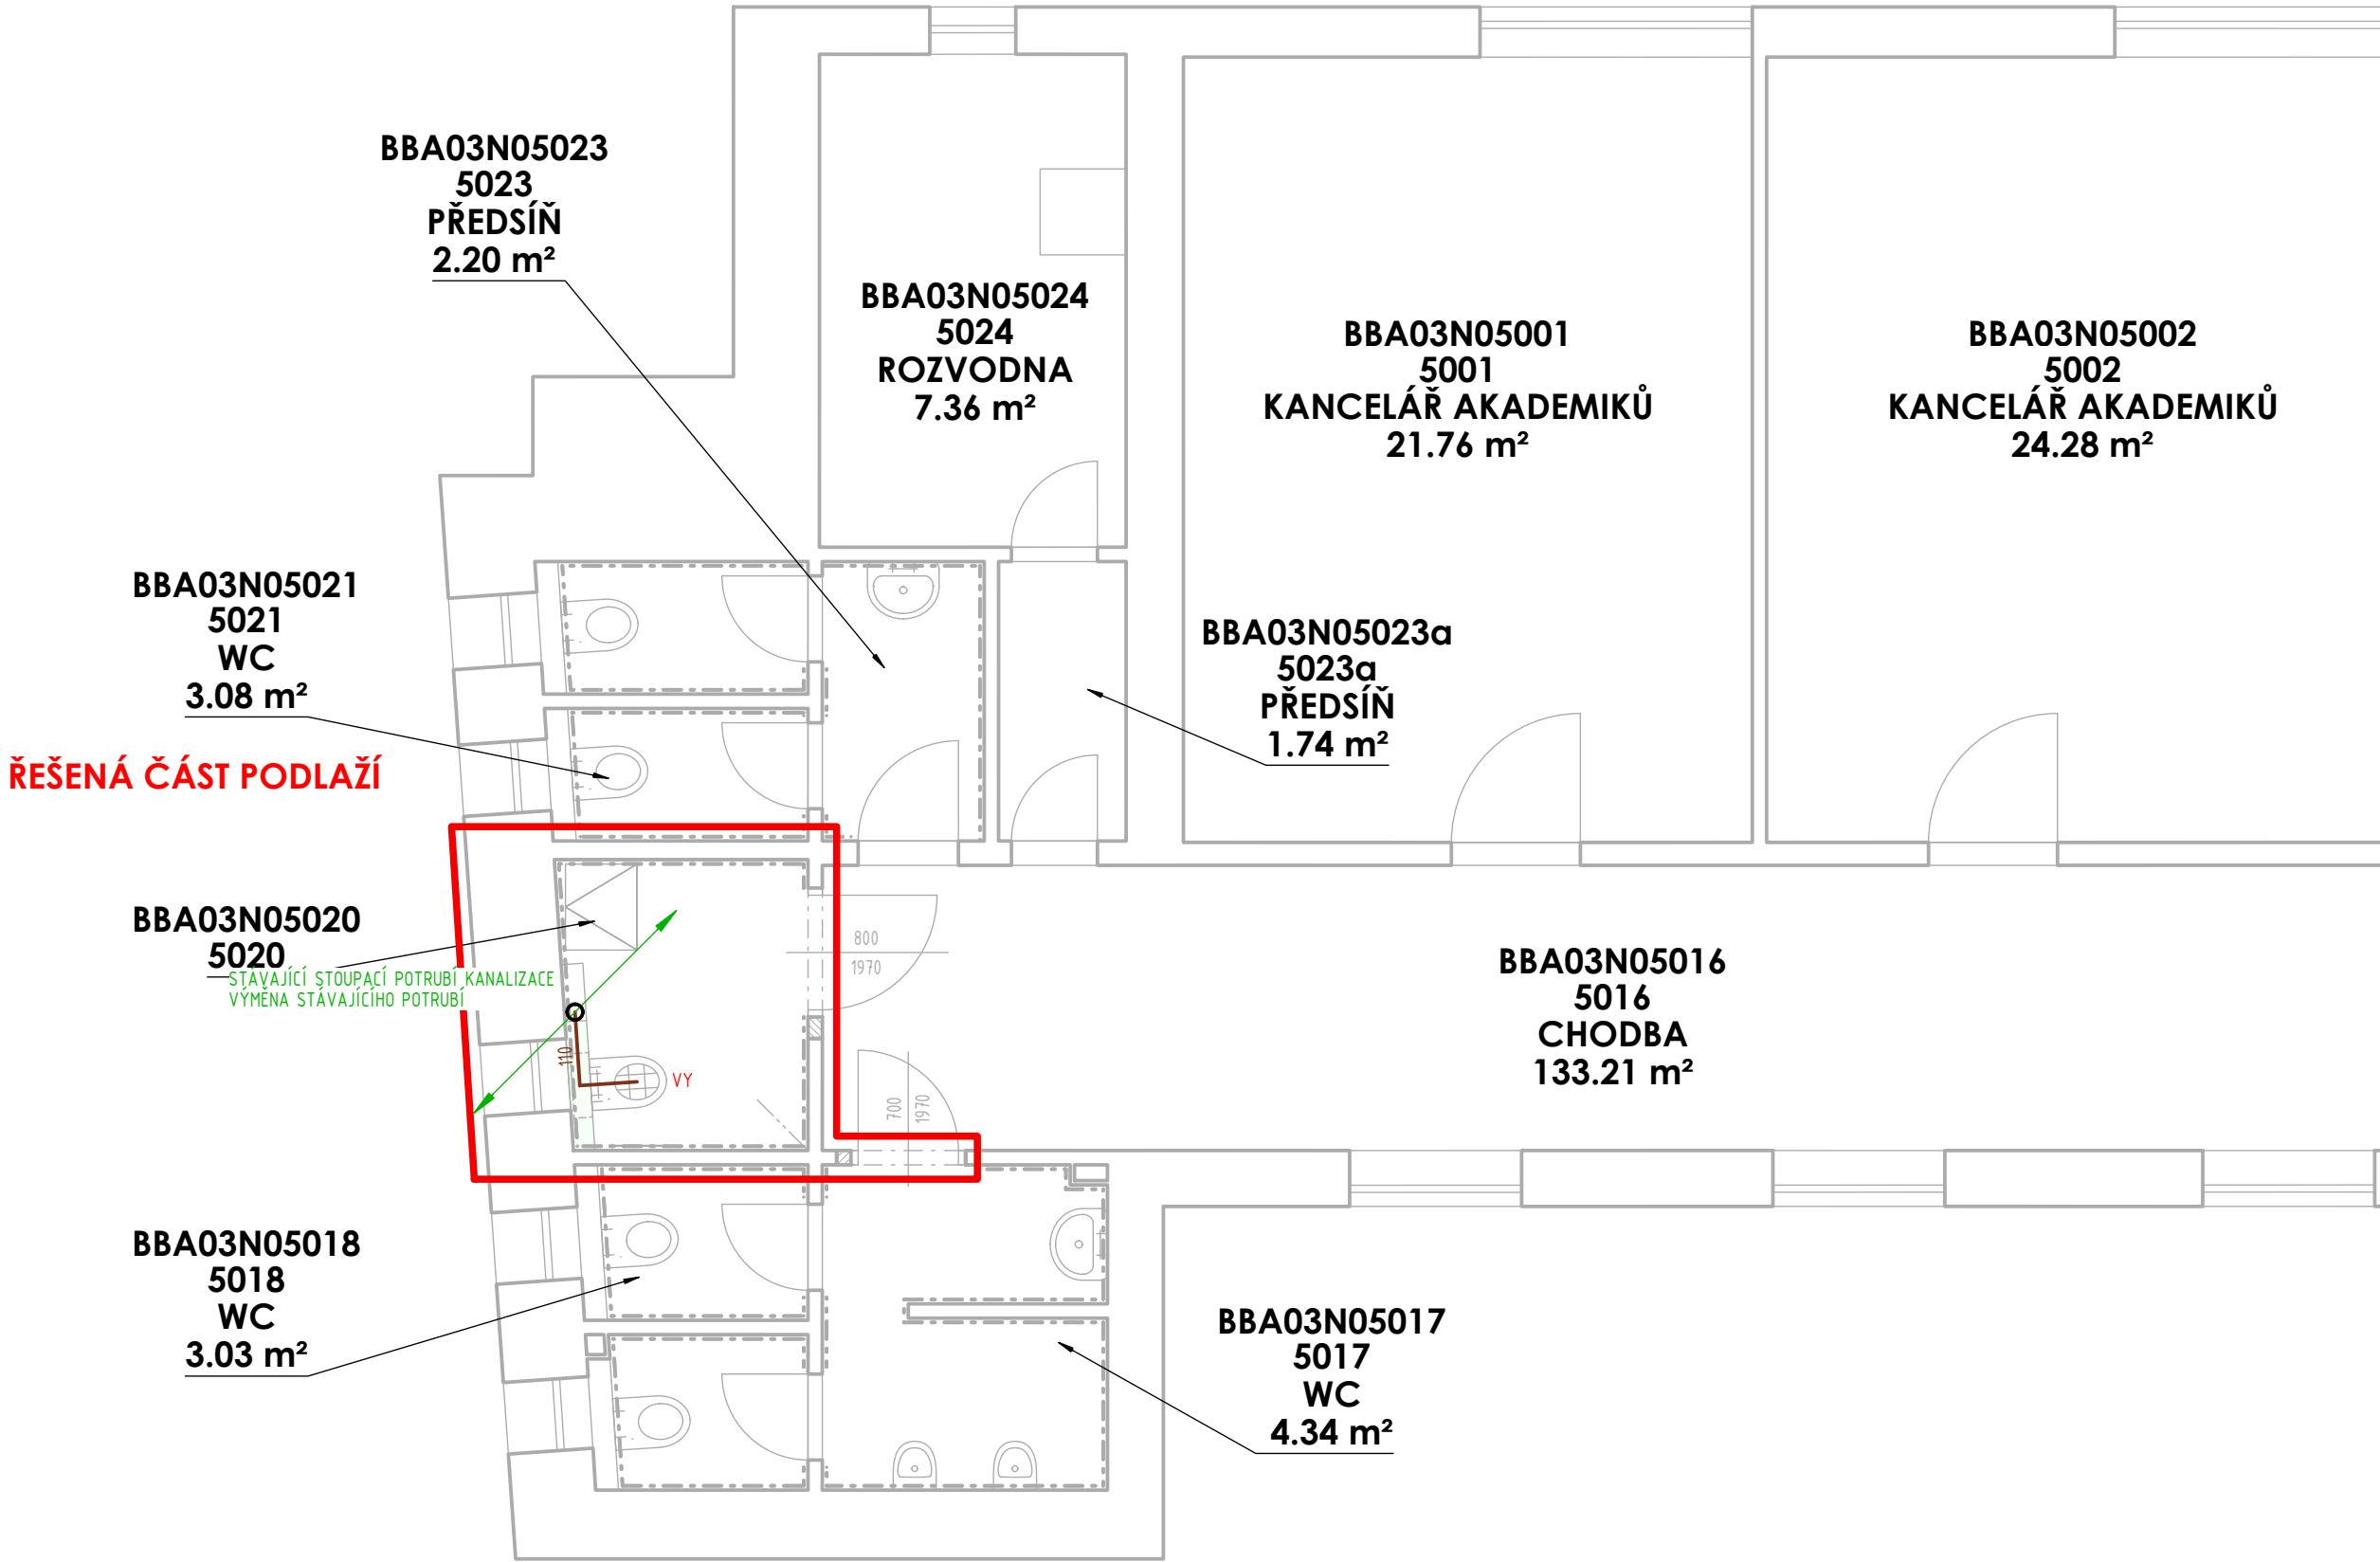 BBA03N05023
5023
PŘEDSÍŇ
2.20 m²
BBA03N05024
5024
ROZVODNA
7.36 m²
BBA03N05001
5001
KANCELÁŘ AKADEMIKŮ
21.76 m²
BBA03N05002
5002
KANCELÁŘ AKADEMIKŮ
24.28 m²
BBA03N05021
5021
WC
3.08 m²
BBA03N05023a
5023a
PŘEDSÍŇ
1.74 m²
ŘEŠENÁ ČÁST PODLAŽÍ
BBA03N05020
5020
STÁVAJÍCÍ STOUPACÍ POTRUBÍ KANALIZACE
VÝMĚNA STÁVAJÍCÍHO POTRUBÍ
800
1970
110
VY
700
1970
BBA03N05016
5016
CHODBA
133.21 m²
BBA03N05018
5018
WC
3.03 m²
BBA03N05017
5017
WC
4.34 m²